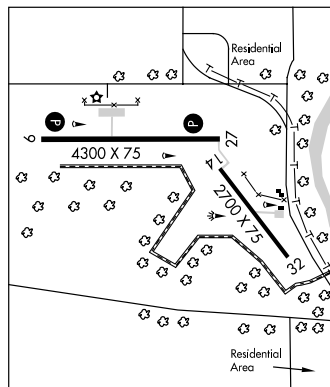 Residential
Area
P
P
9
27
4300 X 75
14
2700 X 75
32
Residential
Area